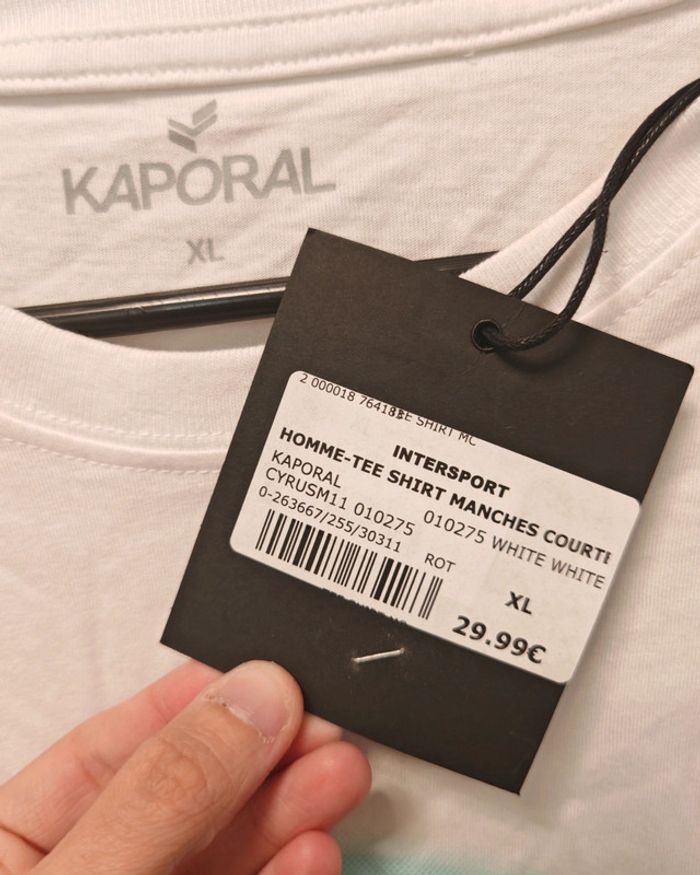 KAPORAL
XL
2 000018 764183
TEE SHIRT MC
INTERSPORT
HOMME-TEE SHIRT MANCHES COURTE
KAPORAL
CYRUSM11 010275 010275 WHITE WHITE
0-263667/255/30311
ROT
XL
29.99€